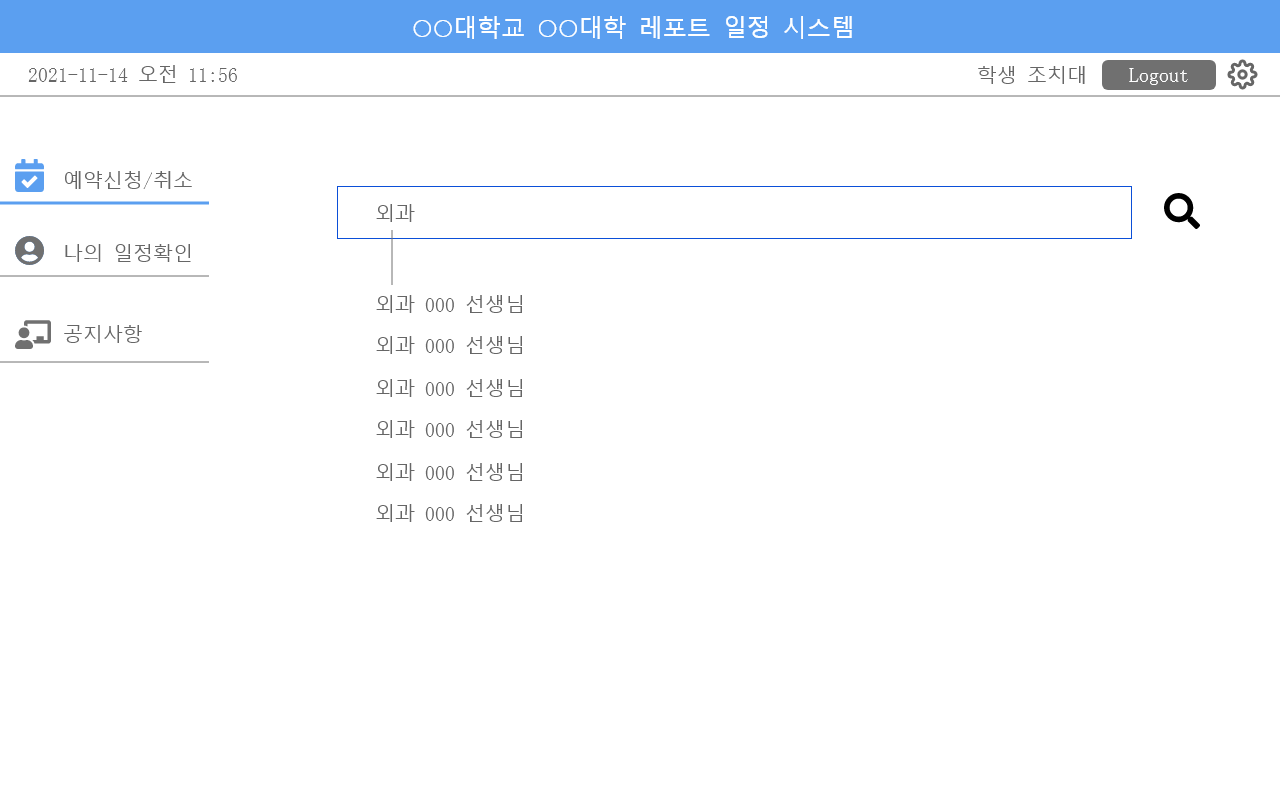 ○○대학교 ○○대학 레포트 일정 시스템
2021-11-14 오전 11:56
학생 조치대
Logout
예약신청/취소
나의 일정확인
공지사항
외과
외과 000 선생님
외과 000 선생님
외과 000 선생님
외과 000 선생님
외과 000 선생님
외과 000 선생님